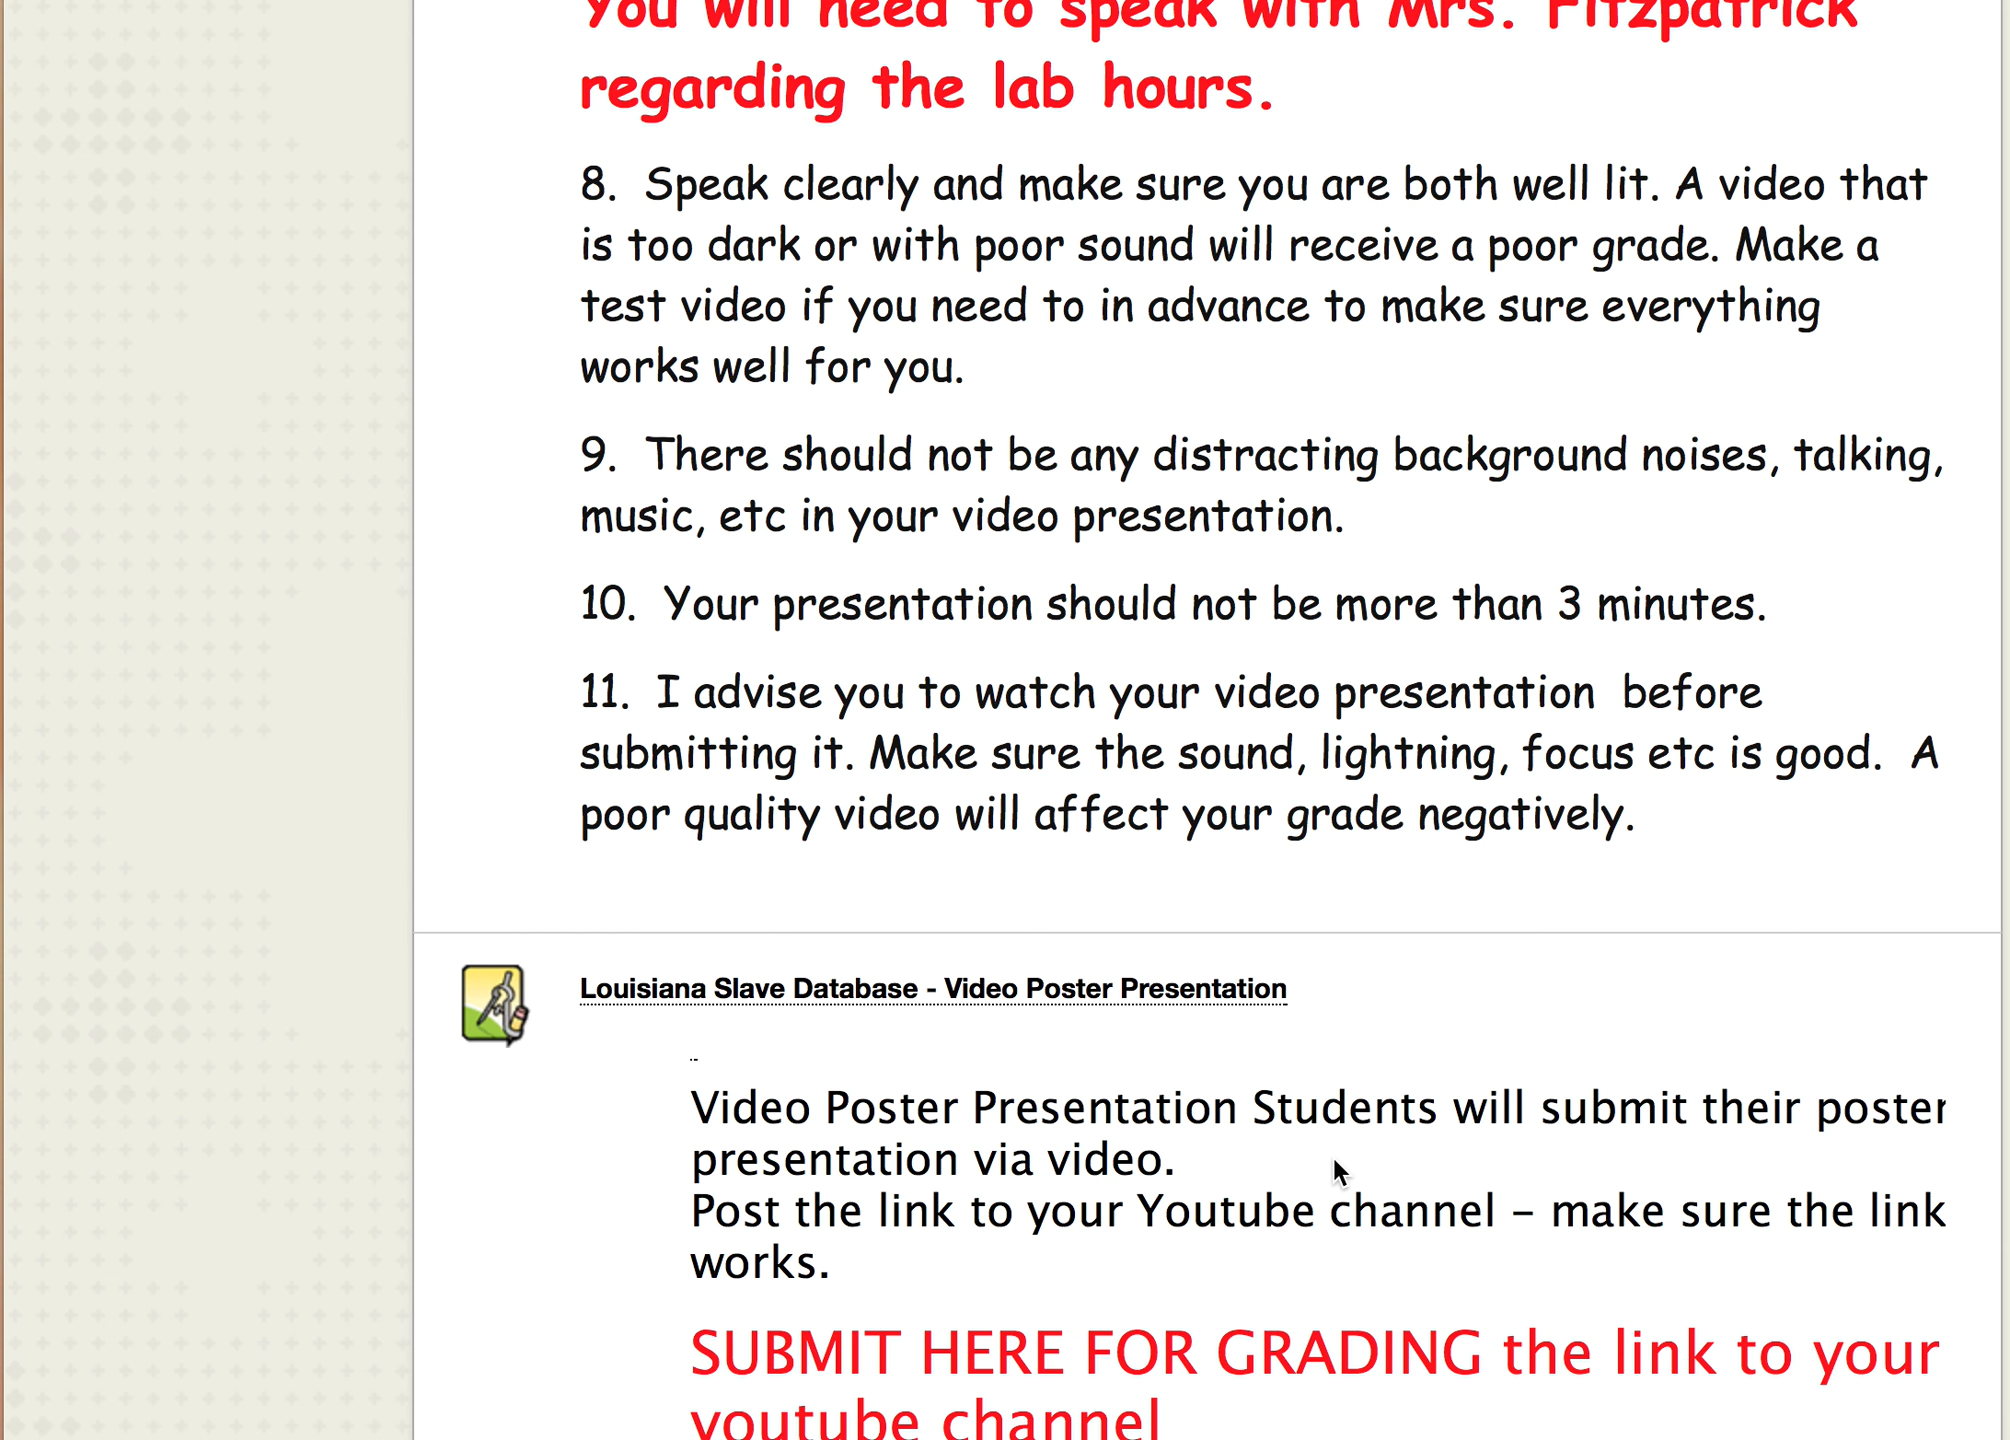 You will need to speak with Mrs. Fitzpatrick
regarding the lab hours.
8. Speak clearly and make sure you are both well lit. A video that
is too dark or with poor sound will receive a poor grade. Make a
test video if you need to in advance to make sure everything
works well for you.
9. There should not be any distracting background noises, talking,
music, etc in your video presentation.
10. Your presentation should not be more than 3 minutes.
11. I advise you to watch your video presentation before
submitting it. Make sure the sound, lightning, focus etc is good. A
poor quality video will affect your grade negatively.
Louisiana Slave Database - Video Poster Presentation
..
Video Poster Presentation Students will submit their poster
presentation via video.
Post the link to your Youtube channel – make sure the link
works.
SUBMIT HERE FOR GRADING the link to your
youtube channel